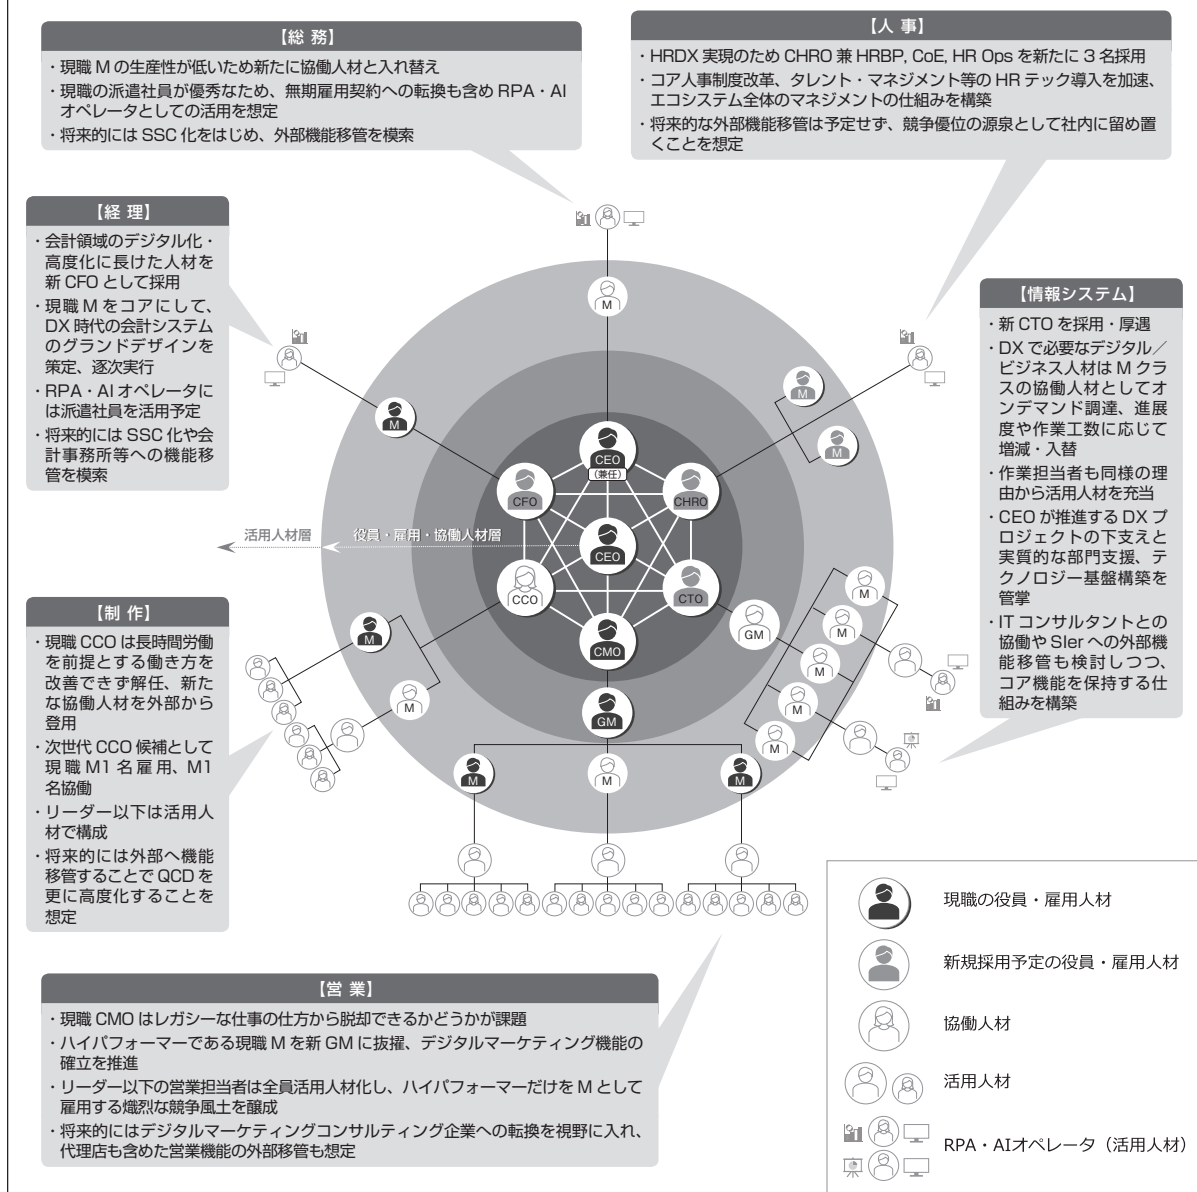 【総 務】
・現職 M の生産性が低いため新たに協働人材と入れ替え
・現職の派遣社員が優秀なため、無期雇用契約への転換も含め RPA・AI
オペレータとしての活用を想定
・将来的には SSC 化をはじめ、外部機能移管を模索
【人 事】
・HRDX 実現のため CHRO 兼 HRBP, CoE, HR Ops を新たに 3 名採用
・コア人事制度改革、タレント・マネジメント等の HR テック導入を加速、
エコシステム全体のマネジメントの仕組みを構築
・将来的な外部機能移管は予定せず、競争優位の源泉として社内に留め置
くことを想定
【経 理】
・会計領域のデジタル化・
高度化に長けた人材を
新 CFO として採用
・現職 M をコアにして、
DX 時代の会計システム
のグランドデザインを
策定、逐次実行
・RPA・AI オペレータに
は派遣社員を活用予定
・将来的には SSC 化や会
計事務所等への機能移
管を模索
【情報システム】
・新 CTO を採用・厚遇
・DX で必要なデジタル／
ビジネス人材は M クラ
スの協働人材としてオ
ンデマンド調達、進展
度や作業工数に応じて
増減・入替
・作業担当者も同様の理
由から活用人材を充当
・CEO が推進する DX プ
ロジェクトの下支えと
実質的な部門支援、テ
クノロジー基盤構築を
管掌
・IT コンサルタントとの
協働や SIer への外部機
能移管も検討しつつ、
コア機能を保持する仕
組みを構築
M
M
M
M
CEO
(兼任)
CFO
CHRO
活用人材層
役員・雇用・協働人材層
CEO
CCO
CTO
CMO
M
M
GM
M
M
M
M
M
GM
M
M
M
【制 作】
・現職 CCO は長時間労働
を前提とする働き方を
改善できず解任、新た
な協働人材を外部から
登用
・次世代 CCO 候補として
現職 M1 名雇用、M1
名協働
・リーダー以下は活用人
材で構成
・将来的には外部へ機能
移管することで QCD を
更に高度化することを
想定
【営 業】
・現職 CMO はレガシーな仕事の仕方から脱却できるかどうかが課題
・ハイパフォーマーである現職 M を新 GM に抜擢、デジタルマーケティング機能の
確立を推進
・リーダー以下の営業担当者は全員活用人材化し、ハイパフォーマーだけを M として
雇用する熾烈な競争風土を醸成
・将来的にはデジタルマーケティングコンサルティング企業への転換を視野に入れ、
代理店も含めた営業機能の外部移管も想定
現職の役員・雇用人材
新規採用予定の役員・雇用人材
協働人材
活用人材
RPA・AIオペレータ（活用人材）